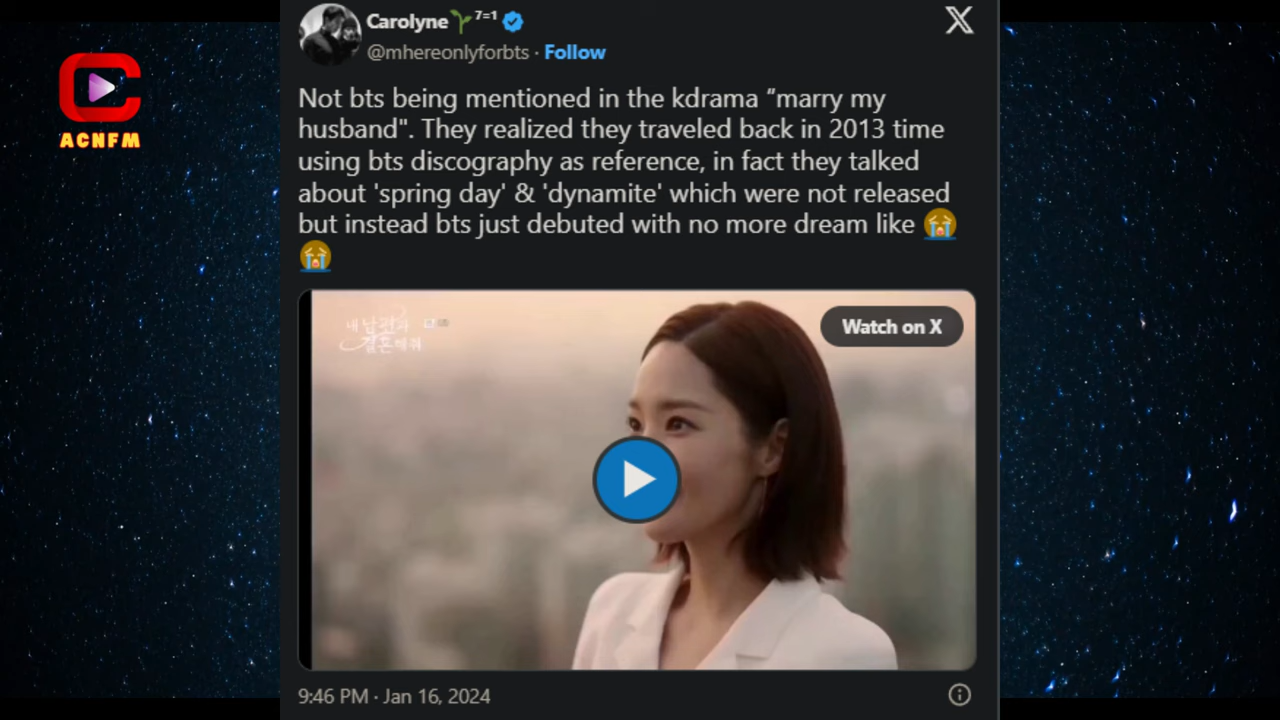 Carolyne 7=1
@mhereonlyforbts · Follow
ACNFM
Not bts being mentioned in the kdrama ”marry my
husband". They realized they traveled back in 2013 time
using bts discography as reference, in fact they talked
about 'spring day' & 'dynamite' which were not released
but instead bts just debuted with no more dream like 😭
😭
내 남편과
결혼해줘
Watch on X
9:46 PM · Jan 16, 2024